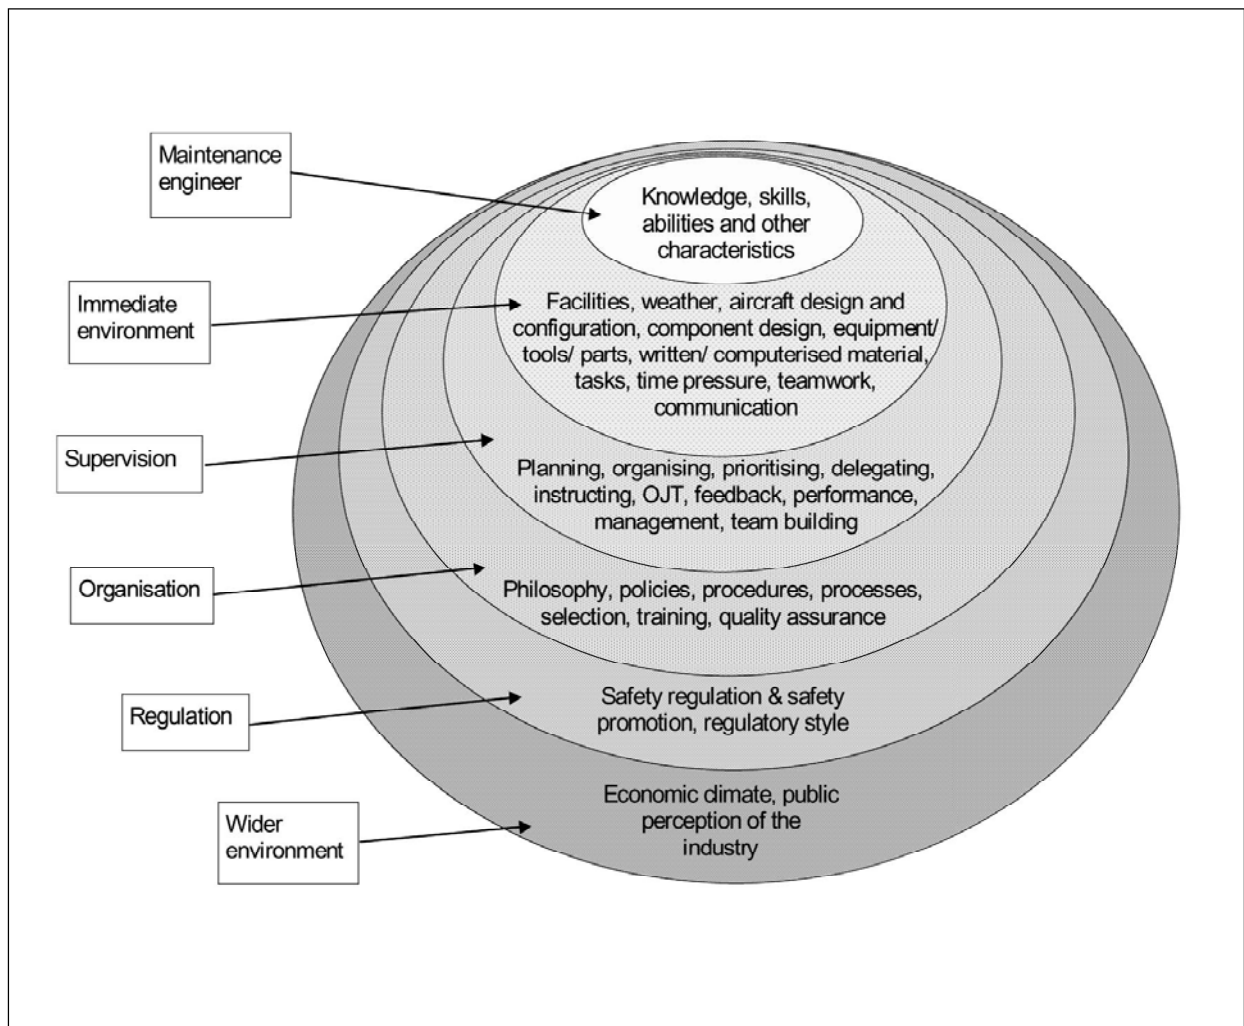 Maintenance
engineer
Knowledge, skills,
abilities and other
characteristics
Immediate
environment
Facilities, weather, aircraft design and
configuration, component design, equipment/
tools/ parts, written/ computerised material,
tasks, time pressure, teamwork,
communication
Supervision
Planning, organising, prioritising, delegating,
instructing, OJT, feedback, performance,
management, team building
Organisation
Philosophy, policies, procedures, processes,
selection, training, quality assurance
Regulation
Safety regulation & safety
promotion, regulatory style
Wider
environment
Economic climate, public
perception of the
industry